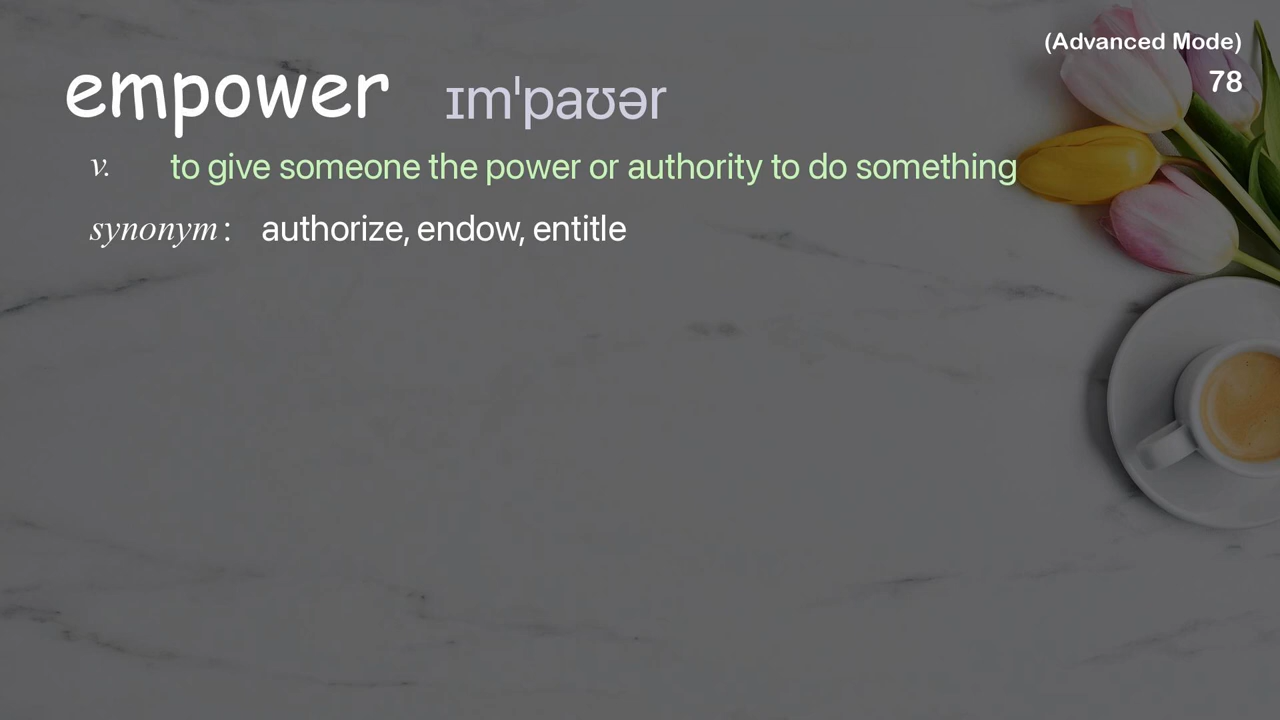 (Advanced Mode)
78
empower ɪmˈpaʊər
v. to give someone the power or authority to do something
synonym : authorize, endow, entitle